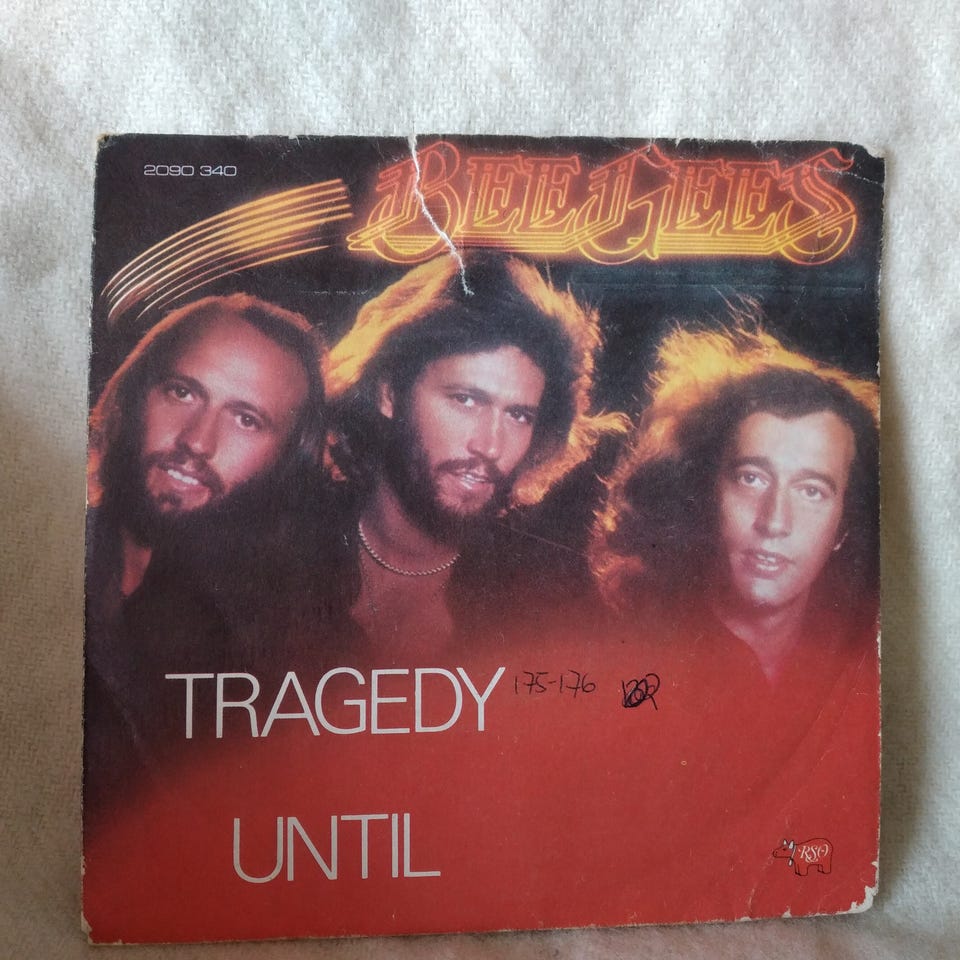 2090 340
BEE GEES
TRAGEDY 175-176
UNTIL
RSO